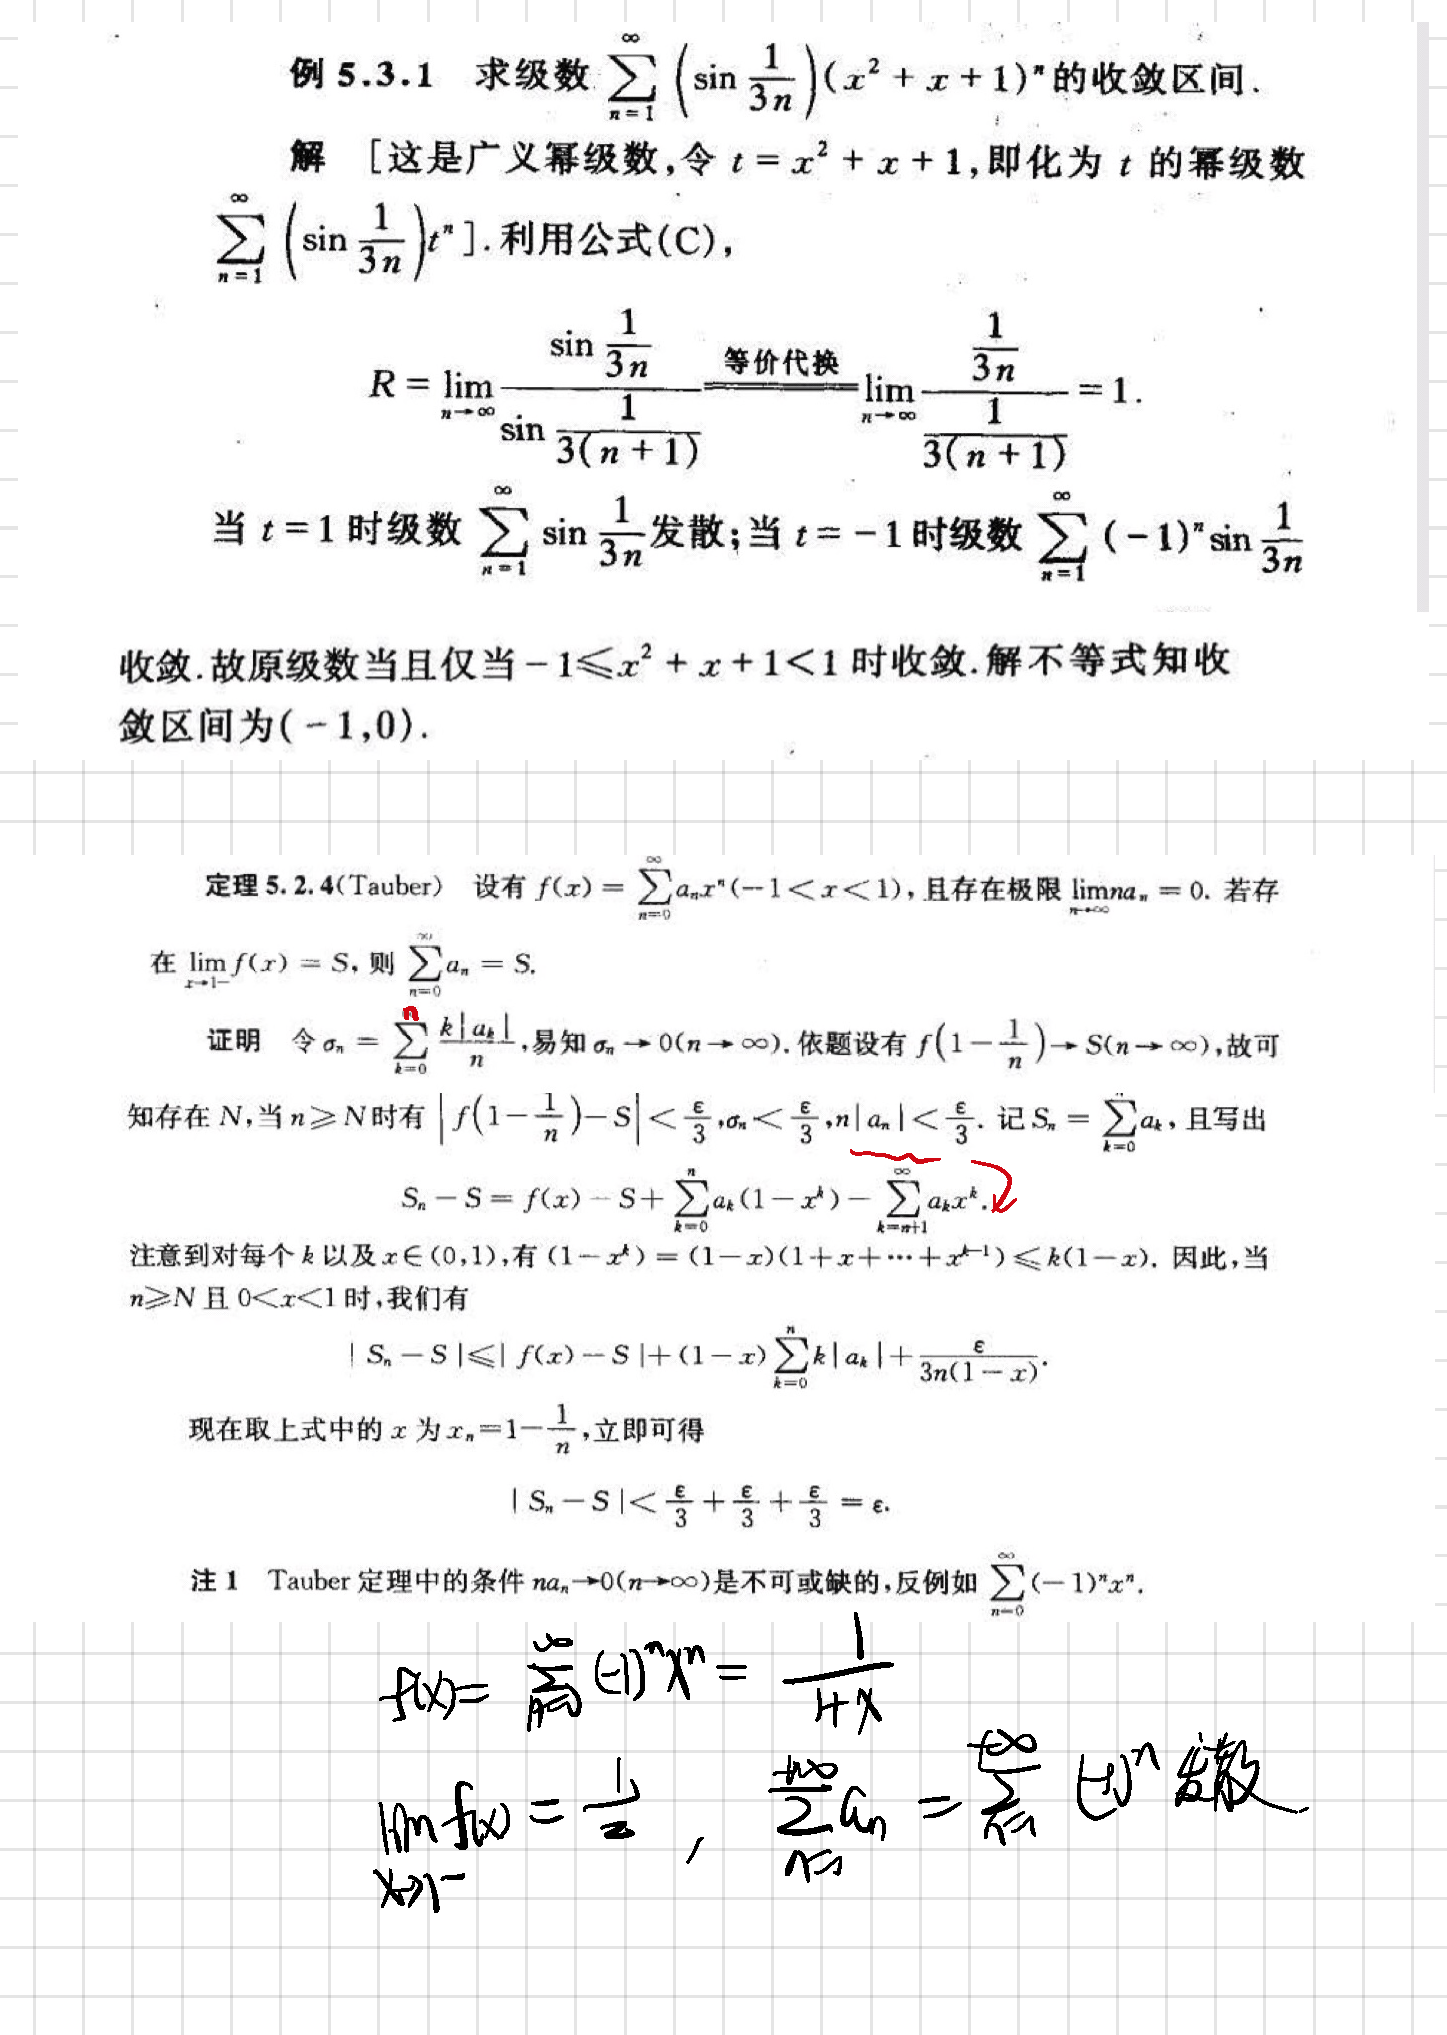 例 5.3.1 求级数 $\sum_{n=1}^{\infty}\left(\sin\frac{1}{3n}\right)(x^2+x+1)^n$ 的收敛区间.
解 [这是广义幂级数,令 $t=x^2+x+1$,即化为 $t$ 的幂级数
$\sum_{n=1}^{\infty}\left(\sin\frac{1}{3n}\right)t^n$].利用公式(C),
$R=\lim_{n\to\infty}\frac{\sin\frac{1}{3n}}{\sin\frac{1}{3(n+1)}}\overset{等价代换}{=}\lim_{n\to\infty}\frac{\frac{1}{3n}}{\frac{1}{3(n+1)}}=1.$
当 $t=1$ 时级数 $\sum_{n=1}^{\infty}\sin\frac{1}{3n}$ 发散;当 $t=-1$ 时级数 $\sum_{n=1}^{\infty}(-1)^n\sin\frac{1}{3n}$
收敛.故原级数当且仅当 $-1\leqslant x^2+x+1<1$ 时收敛.解不等式知收
敛区间为(-1,0).
定理 5.2.4(Tauber) 设有 $f(x)=\sum_{n=0}^{\infty}a_nx^n(-1<x<1)$,且存在极限 $\lim_{n\to\infty}na_n=0$. 若存
在 $\lim_{x\to1-}f(x)=S$,则 $\sum_{n=0}^{\infty}a_n=S.$
证明 令 $\sigma_n=\sum_{k=0}^{n}\frac{k|a_k|}{n}$,易知 $\sigma_n\to0(n\to\infty)$.依题设有 $f\left(1-\frac{1}{n}\right)\to S(n\to\infty)$,故可
知存在 $N$,当 $n\geqslant N$ 时有 $\left|f\left(1-\frac{1}{n}\right)-S\right|<\frac{\varepsilon}{3},\sigma_n<\frac{\varepsilon}{3},n|a_n|<\frac{\varepsilon}{3}$. 记 $S_n=\sum_{k=0}^{n}a_k$,且写出
$S_n-S=f(x)-S+\sum_{k=0}^{n}a_k(1-x^k)-\sum_{k=n+1}^{\infty}a_kx^k.$
注意到对每个 $k$ 以及 $x\in(0,1)$,有 $(1-x^k)=(1-x)(1+x+\cdots+x^{k-1})\leqslant k(1-x)$. 因此,当
$n\geqslant N$ 且 $0<x<1$ 时,我们有
$|S_n-S|\leqslant|f(x)-S|+(1-x)\sum_{k=0}^{n}k|a_k|+\frac{\varepsilon}{3n(1-x)}.$
现在取上式中的 $x$ 为 $x_n=1-\frac{1}{n}$,立即可得
$|S_n-S|<\frac{\varepsilon}{3}+\frac{\varepsilon}{3}+\frac{\varepsilon}{3}=\varepsilon.$
注 1 Tauber 定理中的条件 $na_n\to0(n\to\infty)$是不可或缺的,反例如 $\sum_{n=0}^{\infty}(-1)^nx^n$.
$f(x)=\sum_{n=0}^{\infty}(-1)^nx^n=\frac{1}{1+x}$
$\lim_{x\to1^-}f(x)=\frac{1}{2}$, $\sum_{n=0}^{+\infty}a_n=\sum_{n=0}^{+\infty}(-1)^n$ 发散.